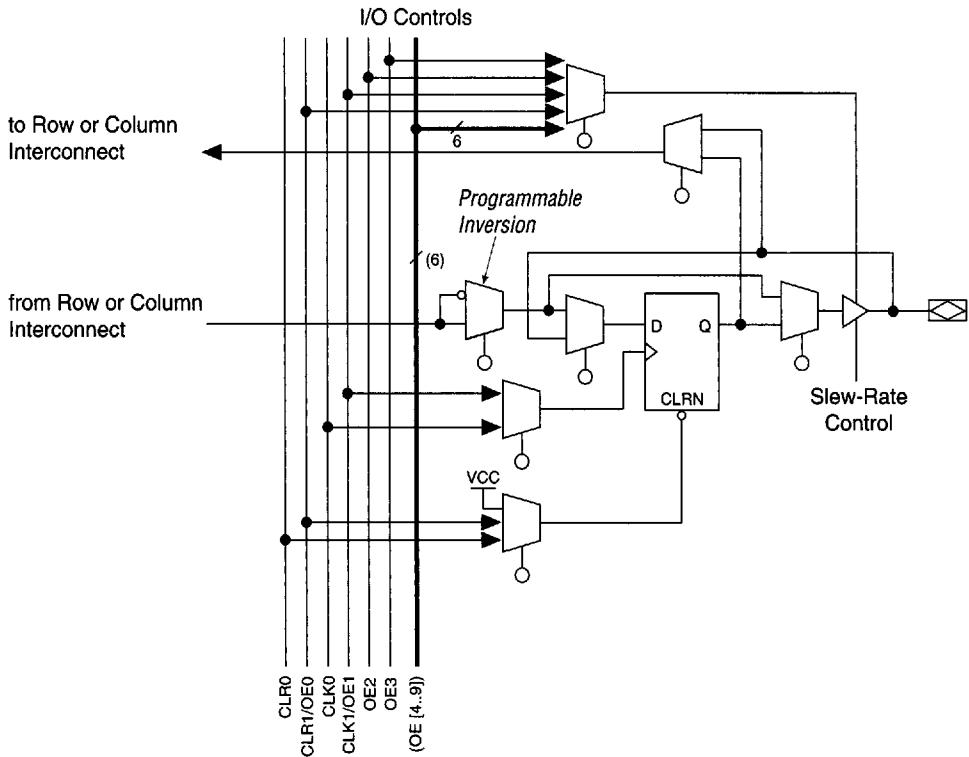 I/O Controls
to Row or Column
Interconnect
6
Programmable
Inversion
(6)
from Row or Column
Interconnect
D
Q
CLRN
Slew-Rate
Control
VCC
CLR0
CLR1/OE0
CLK0
CLK1/OE1
OE2
OE3
(OE [4..9])